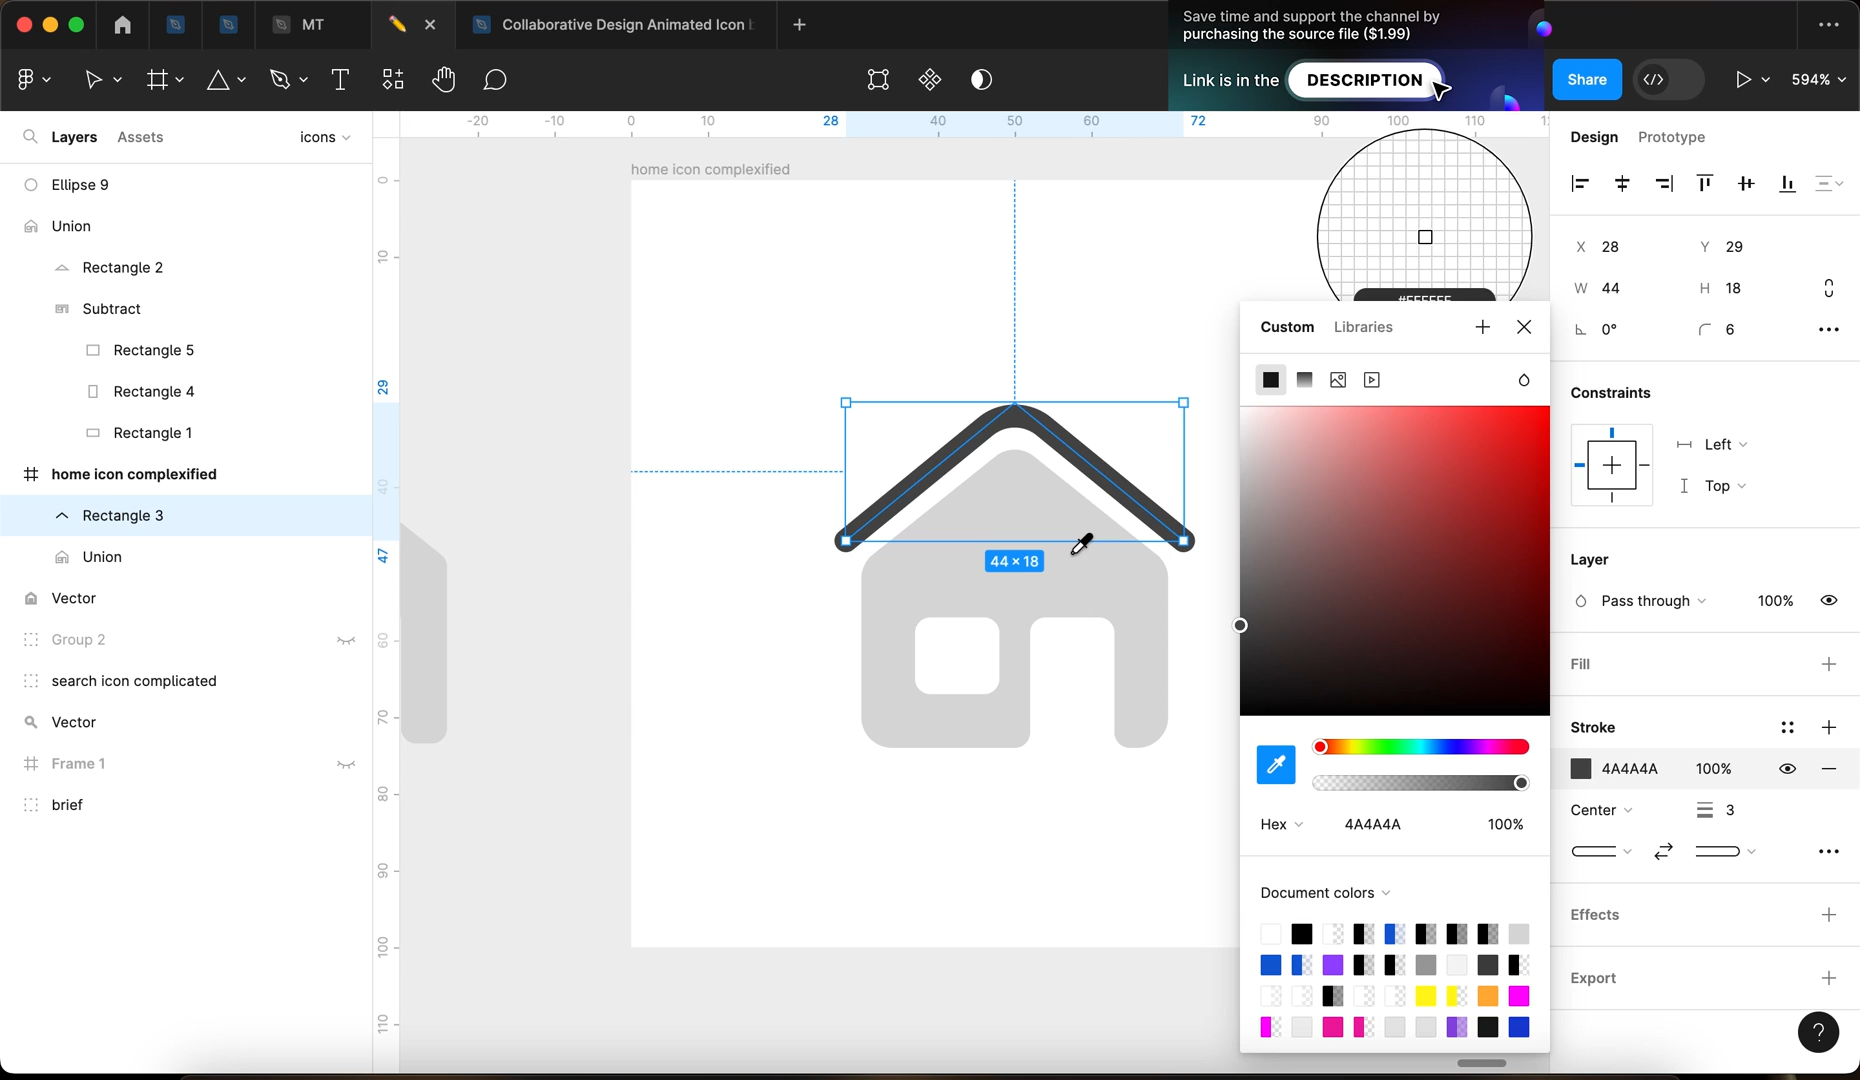 MT
Collaborative Design Animated Icon
Save time and support the channel by
purchasing the source file ($1.99)
Link is in the DESCRIPTION
Share
594%
Layers
Assets
icons
Ellipse 9
Union
Rectangle 2
Subtract
Rectangle 5
Rectangle 4
Rectangle 1
home icon complexified
Rectangle 3
Union
Vector
Group 2
search icon complicated
Vector
Frame 1
brief
-20
-10
0
10
28
40
50
60
72
90
100
110
0
10
29
40
47
60
70
80
90
100
110
home icon complexified
44 × 18
#FFFFFF
Custom
Libraries
Hex
4A4A4A
100%
Document colors
Design
Prototype
X 28
Y 29
W 44
H 18
0°
6
Constraints
Left
Top
Layer
Pass through
100%
Fill
Stroke
4A4A4A
100%
Center
3
Effects
Export
?